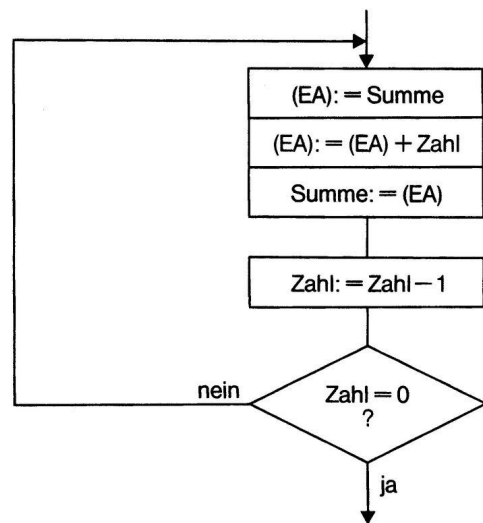 (EA): = Summe
(EA): = (EA) + Zahl
Summe: = (EA)
Zahl: = Zahl – 1
nein
Zahl = 0
?
ja